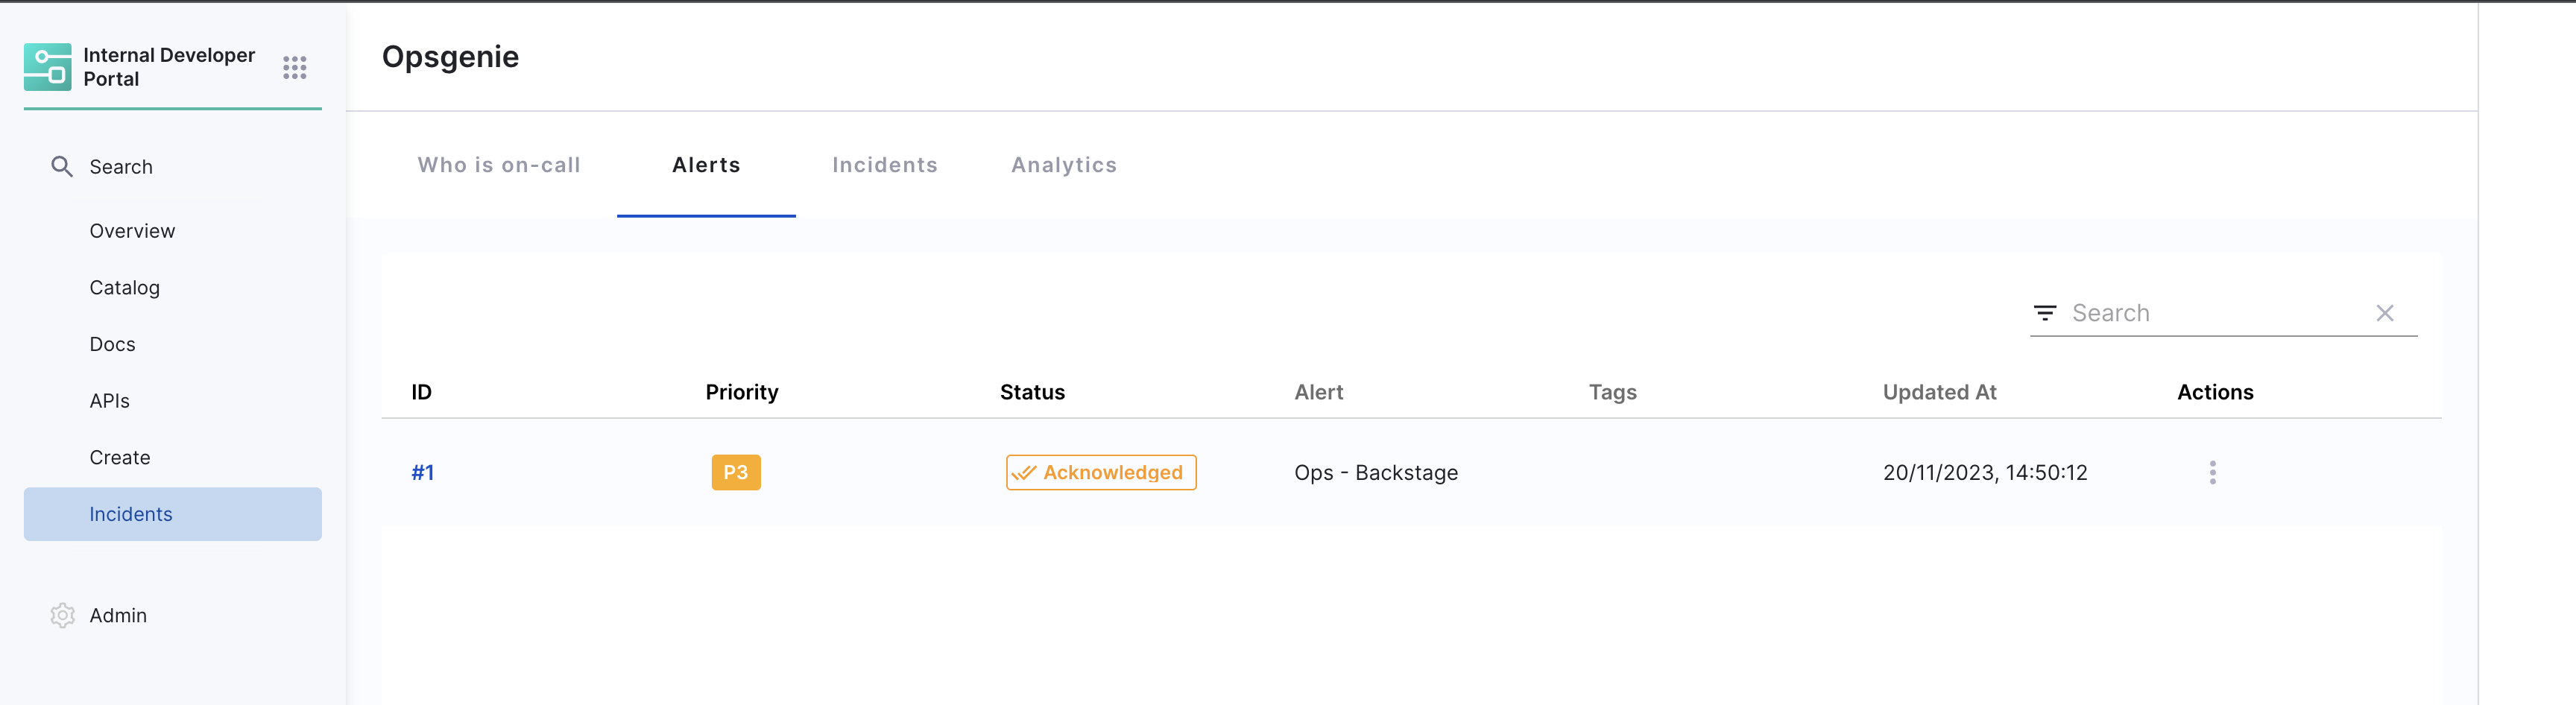 Internal Developer
Portal
Search
Overview
Catalog
Docs
APIs
Create
Incidents
Admin
Opsgenie
Who is on-call Alerts Incidents Analytics
Search
ID Priority Status Alert Tags Updated At Actions
#1 P3 Acknowledged Ops - Backstage 20/11/2023, 14:50:12